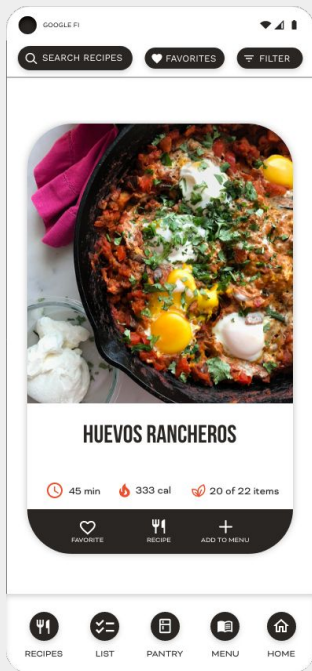 GOOGLE FI
SEARCH RECIPES
FAVORITES
FILTER
HUEVOS RANCHEROS
45 min
333 cal
20 of 22 items
FAVORITE
RECIPE
ADD TO MENU
RECIPES
LIST
PANTRY
MENU
HOME